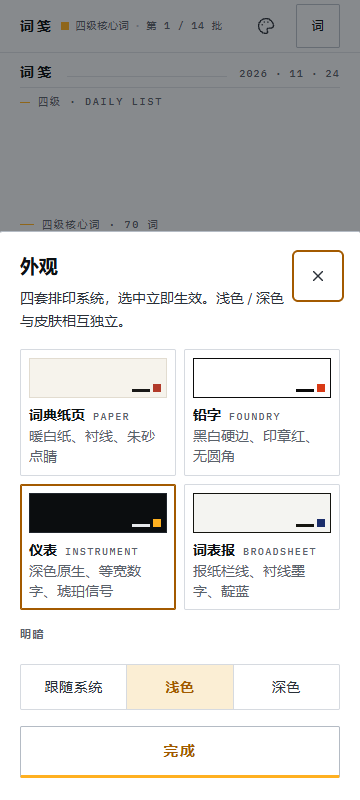 词笺 四级核心词 · 第 1 / 14 批 词
词笺 2026 · 11 · 24
四级 · DAILY LIST
四级核心词 · 70 词
外观
四套排印系统，选中立即生效。浅色 / 深色
与皮肤相互独立。
词典纸页 PAPER
暖白纸、衬线、朱砂
点睛
铅字 FOUNDRY
黑白硬边、印章红、
无圆角
仪表 INSTRUMENT
深色原生、等宽数
字、琥珀信号
词表报 BROADSHEET
报纸栏线、衬线墨
字、靛蓝
明暗
跟随系统 浅色 深色
完成